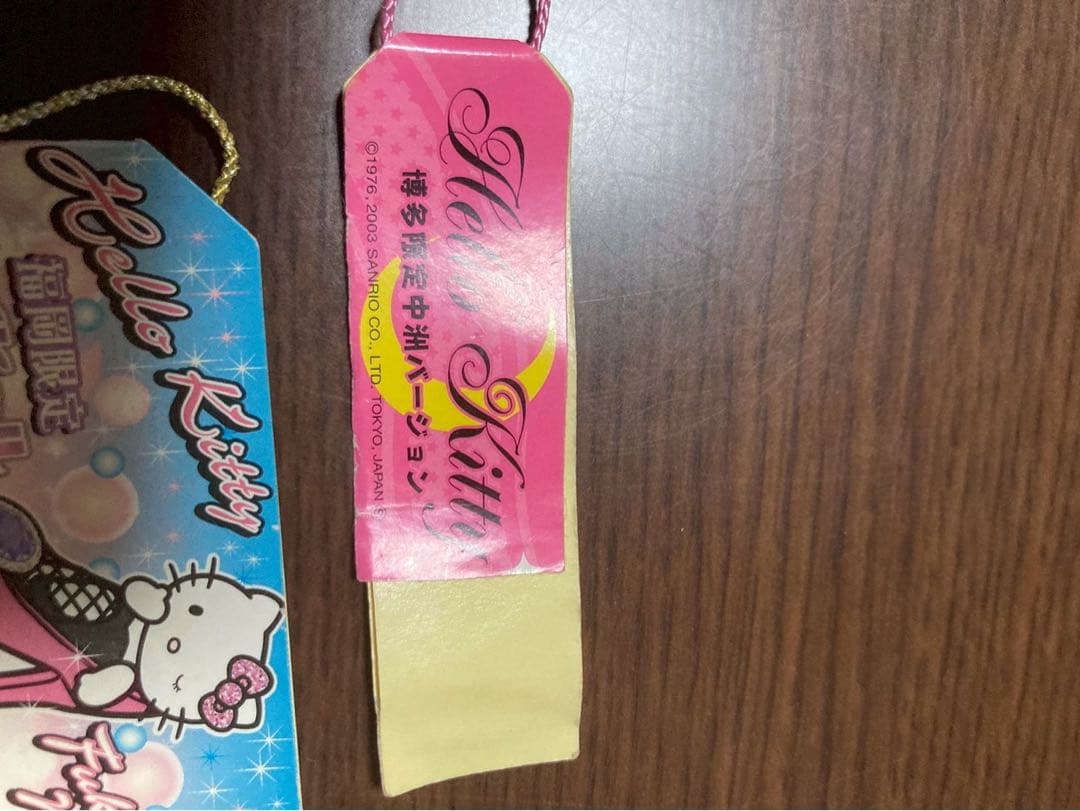 Hello Kitty
福岡限定
Hello Kitty
博多限定中洲バージョン
©1976, 2003 SANRIO CO., LTD. TOKYO, JAPAN Ⓛ